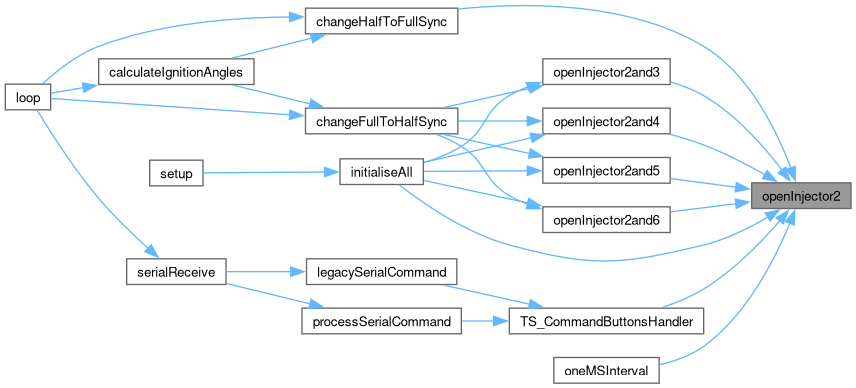 changeHalfToFullSync
calculateIgnitionAngles
openInjector2and3
loop
changeFullToHalfSync
openInjector2and4
setup
initialiseAll
openInjector2and5
openInjector2
openInjector2and6
serialReceive
legacySerialCommand
processSerialCommand
TS_CommandButtonsHandler
oneMSInterval